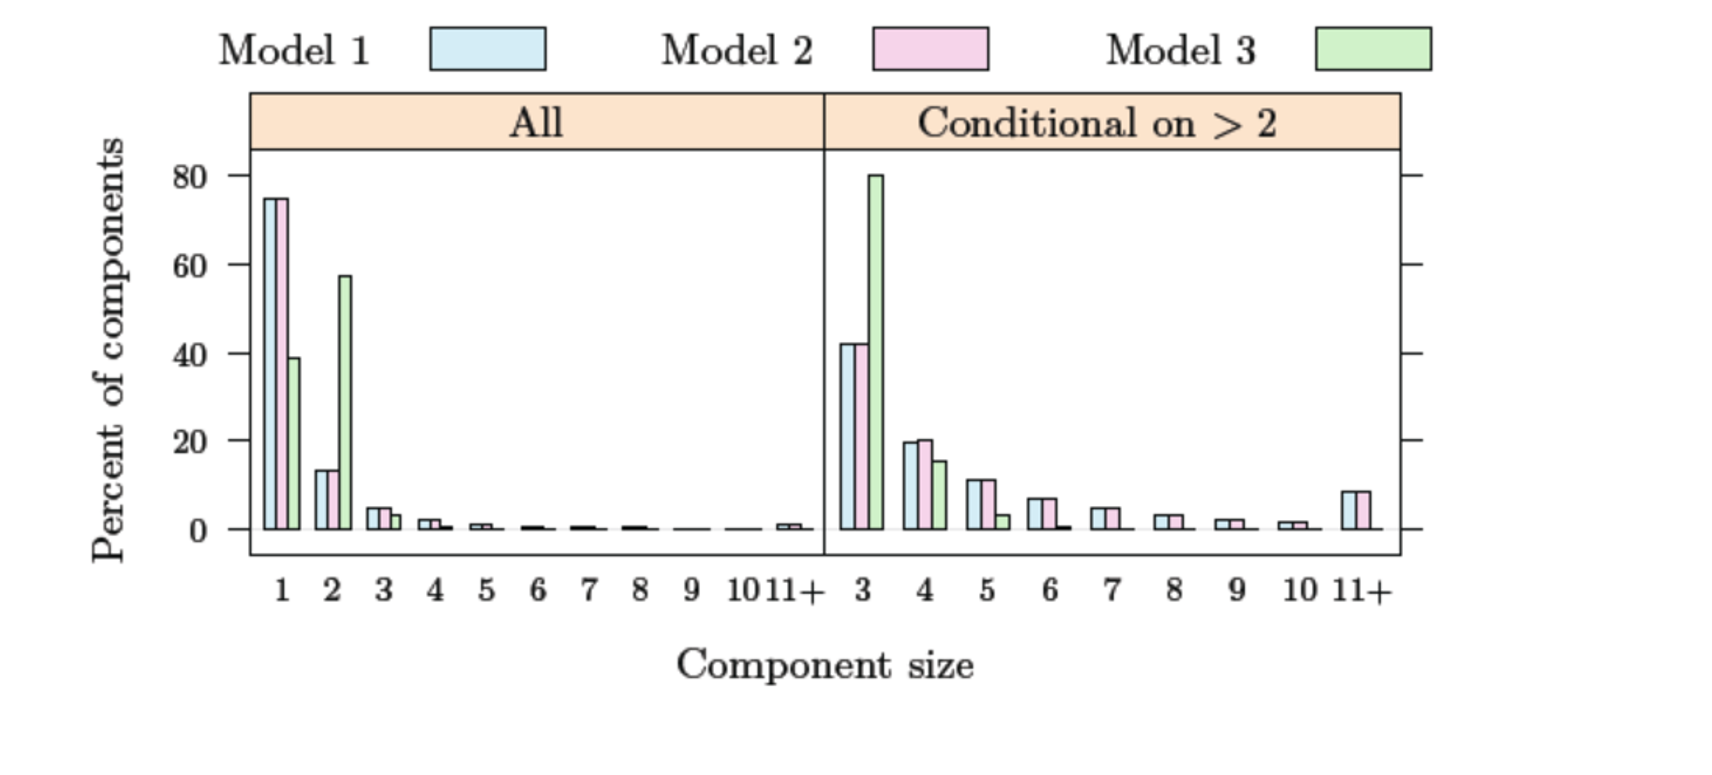 Model 1 Model 2 Model 3
All Conditional on > 2
Percent of components
80
60
40
20
0
1 2 3 4 5 6 7 8 9 10 11+ 3 4 5 6 7 8 9 10 11+
Component size